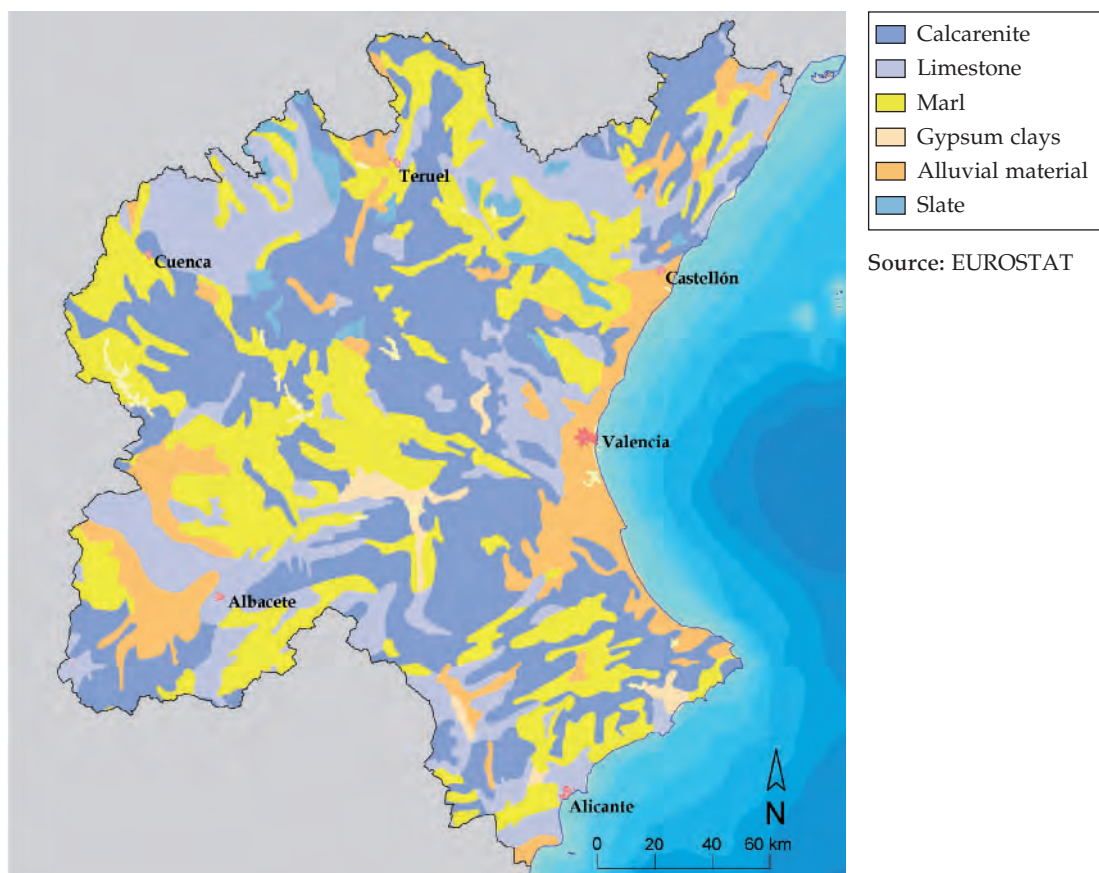 Calcarenite
Limestone
Marl
Gypsum clays
Alluvial material
Slate
Source: EUROSTAT
Teruel
Cuenca
Castellón
Valencia
Albacete
Alicante
N
0 20 40 60 km